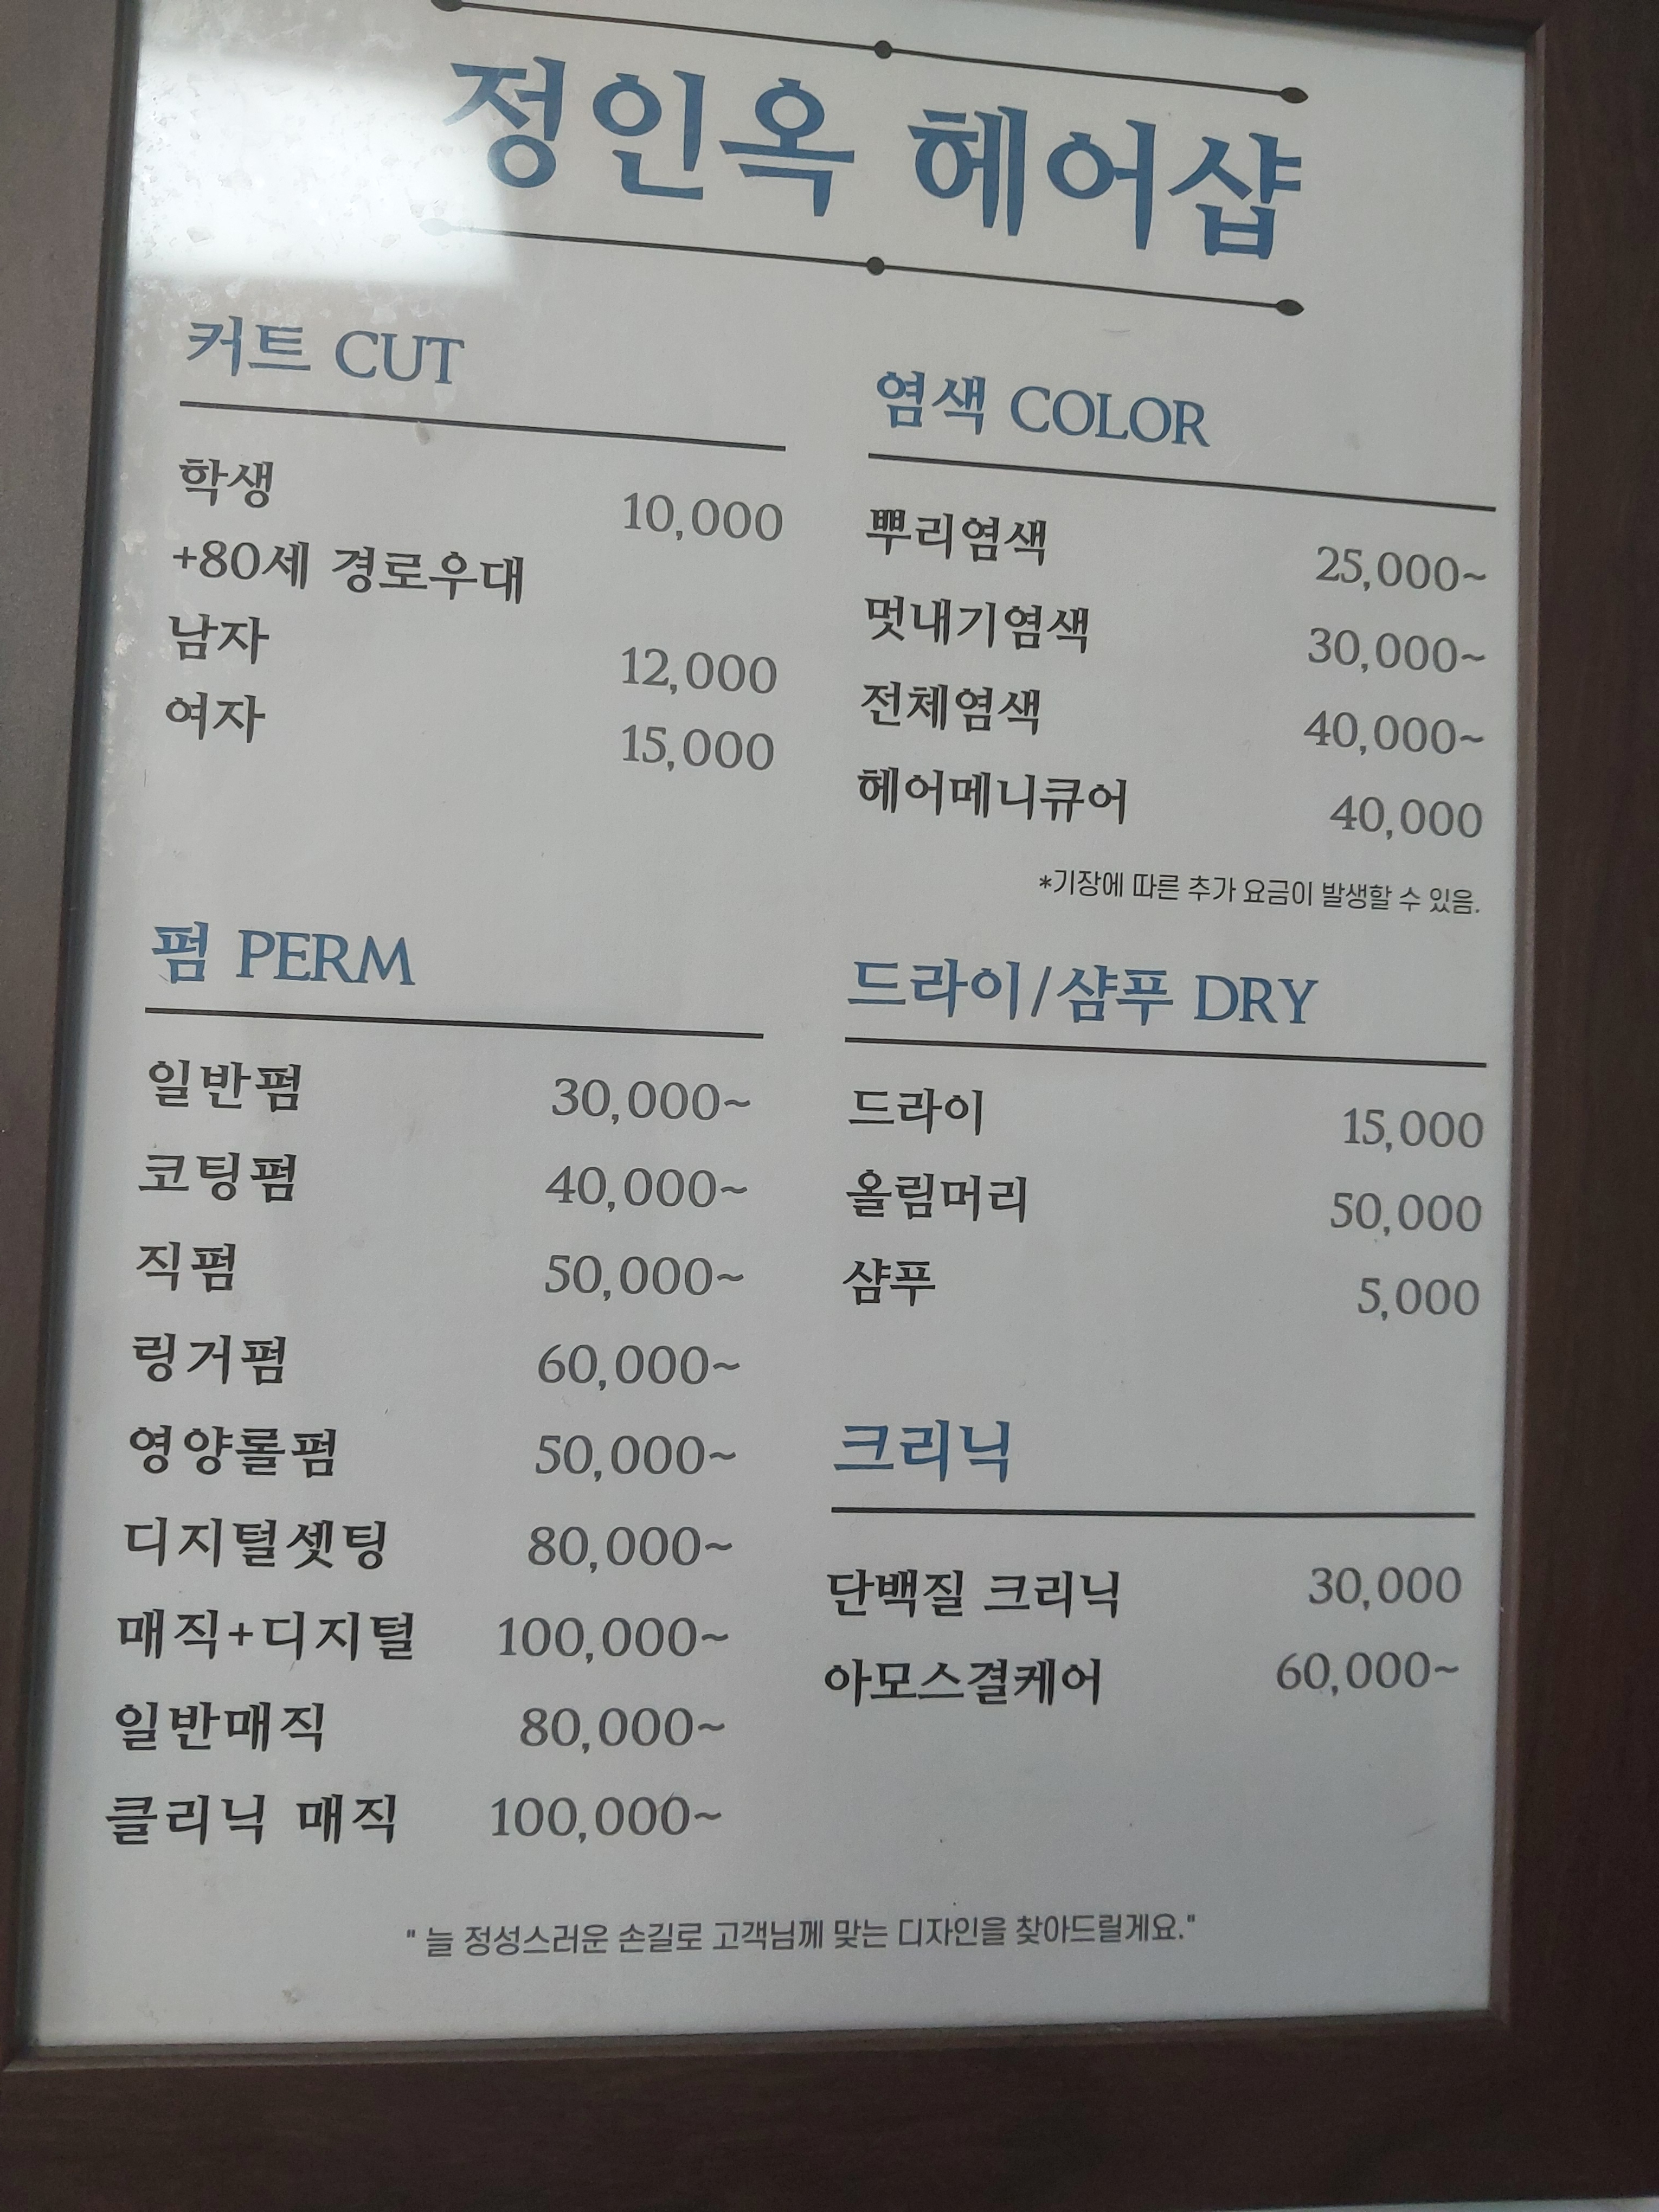 정인옥 헤어샵
커트 CUT
학생 10,000
+80세 경로우대
남자 12,000
여자 15,000
염색 COLOR
뿌리염색 25,000~
멋내기염색 30,000~
전체염색 40,000~
헤어메니큐어 40,000
*기장에 따른 추가 요금이 발생할 수 있음.
펌 PERM
일반펌 30,000~
코팅펌 40,000~
직펌 50,000~
링거펌 60,000~
영양롤펌 50,000~
디지털셋팅 80,000~
매직+디지털 100,000~
일반매직 80,000~
클리닉 매직 100,000~
드라이/샴푸 DRY
드라이 15,000
올림머리 50,000
샴푸 5,000
크리닉
단백질 크리닉 30,000
아모스결케어 60,000~
" 늘 정성스러운 손길로 고객님께 맞는 디자인을 찾아드릴게요."